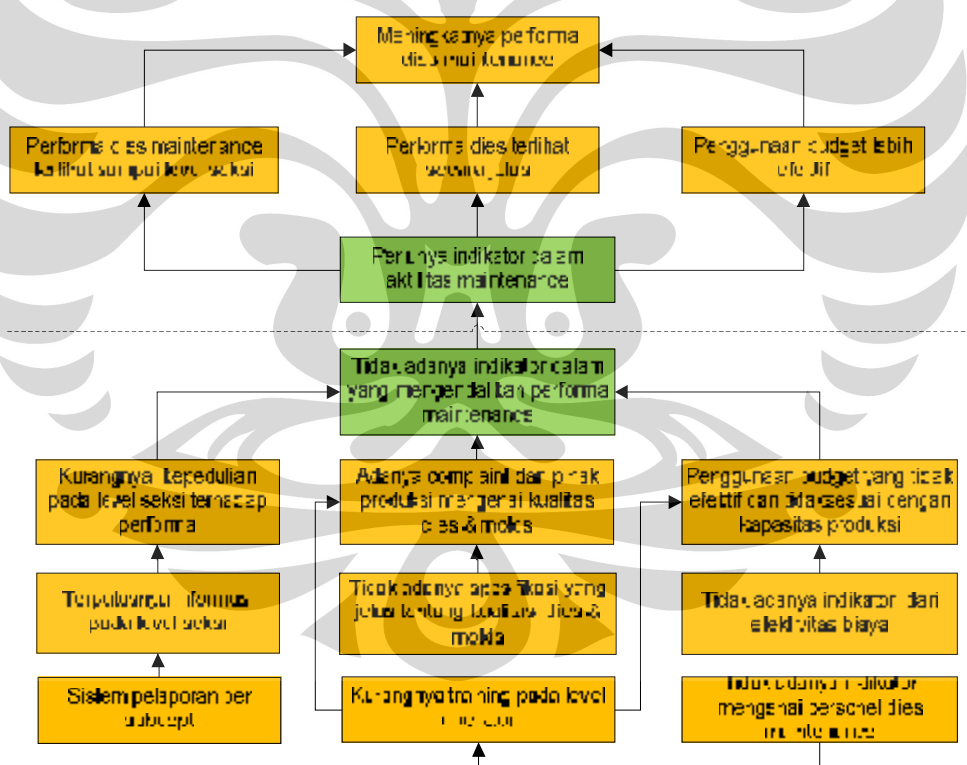 Meningkatnya performa
dies maintenance
Performa dies maintenance
terlihat sampai level seksi
Performa dies terlihat
secara jelas
Penggunaan budget lebih
efektif
Perlunya indikator dalam
aktifitas maintenance
Tidak adanya indikator dalam
yang mengendalikan performa
maintenance
Kurangnya kepedulian
pada level seksi terhadap
performa
Adanya complaint dari pihak
produksi mengenai kualitas
dies & molds
Penggunaan budget yang tidak
efektif dan tidak sesuai dengan
kapasitas produksi
Terputusnya informasi
pada level seksi
Tidak adanya spesifikasi yang
jelas tentang kualitas dies &
molds
Tidak adanya indikator dari
efektivitas biaya
Sistem pelaporan per
subdept
Kurangnya training pada level
operator
Tidak adanya indikator
mengenai personel dies
maintenance